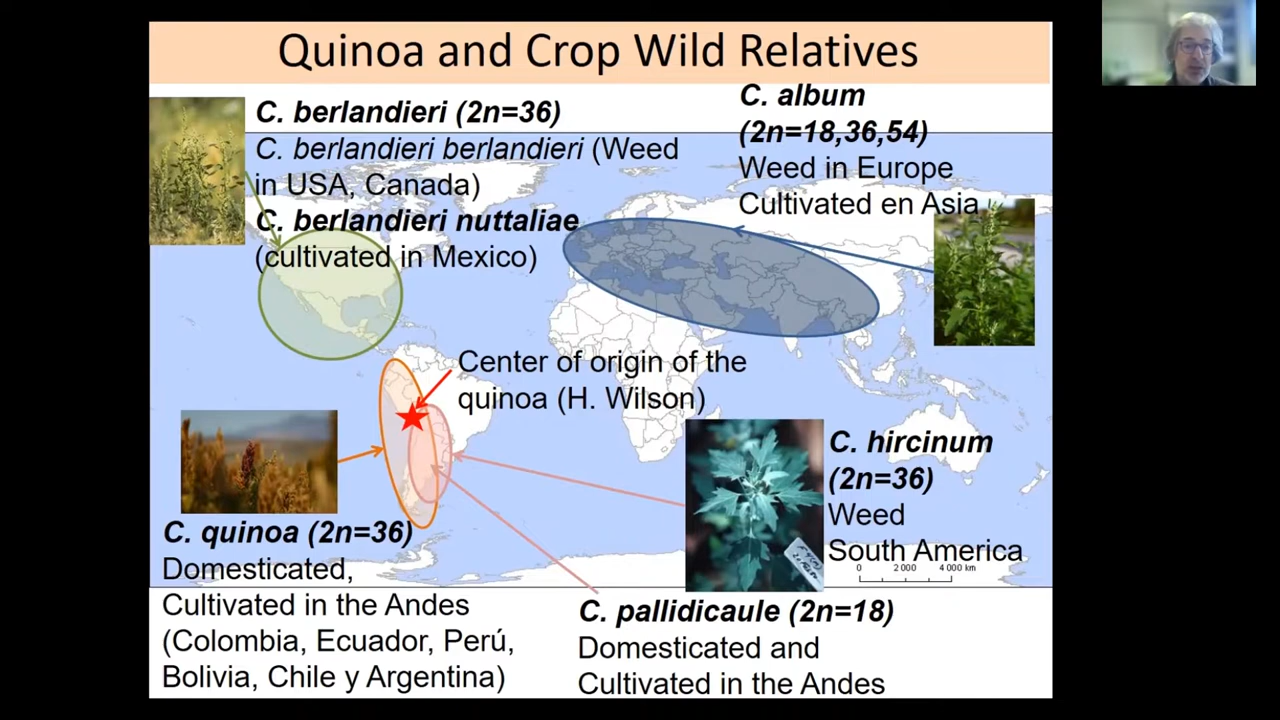 Quinoa and Crop Wild Relatives
C. berlandieri (2n=36)
C. berlandieri berlandieri (Weed
in USA, Canada)
C. berlandieri nuttaliae
(cultivated in Mexico)
C. album
(2n=18,36,54)
Weed in Europe
Cultivated en Asia
Center of origin of the
quinoa (H. Wilson)
C. hircinum
(2n=36)
Weed
South America
0 2 000 4 000 km
C. quinoa (2n=36)
Domesticated,
Cultivated in the Andes
(Colombia, Ecuador, Perú,
Bolivia, Chile y Argentina)
C. pallidicaule (2n=18)
Domesticated and
Cultivated in the Andes